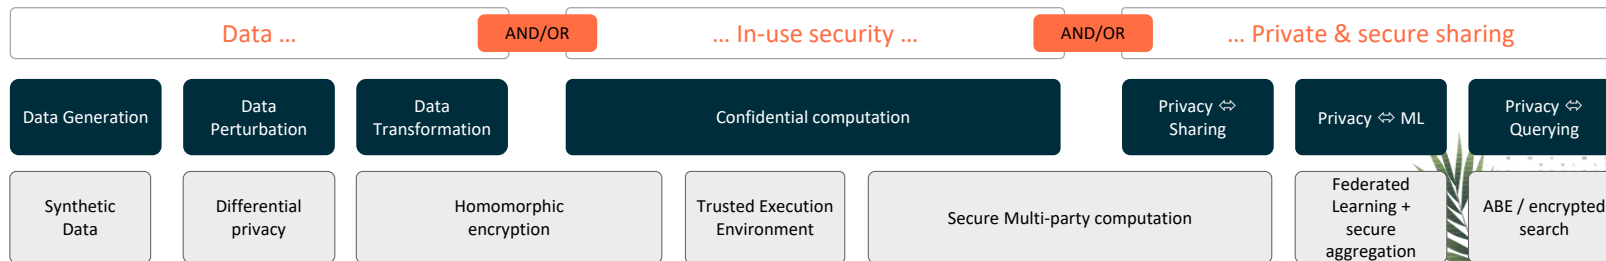 Data ...
AND/OR
... In-use security ...
AND/OR
... Private & secure sharing
Data Generation
Data
Perturbation
Data
Transformation
Confidential computation
Privacy ⇔
Sharing
Privacy ⇔ ML
Privacy ⇔
Querying
Synthetic
Data
Differential
privacy
Homomorphic
encryption
Trusted Execution
Environment
Secure Multi-party computation
Federated
Learning +
secure
aggregation
ABE / encrypted
search